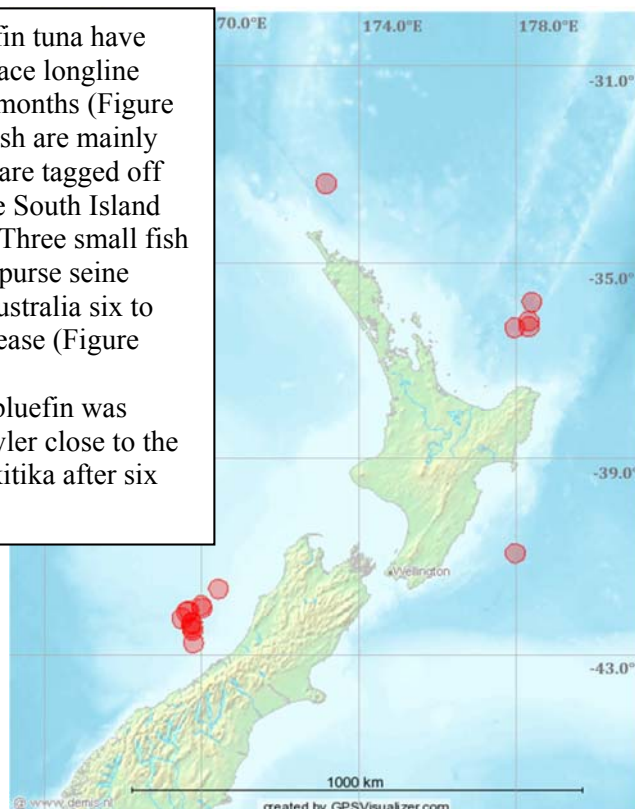 fin tuna have
ace longline
months (Figure
sh are mainly
are tagged off
e South Island
Three small fish
purse seine
ustralia six to
ease (Figure
bluefin was
wler close to the
kitika after six
70.0°E
174.0°E
178.0°E
-31.0°
-35.0°
-39.0°
Wellington
-43.0°
1000 km
@ www.demis.nl
created by GPSVisualizer.com